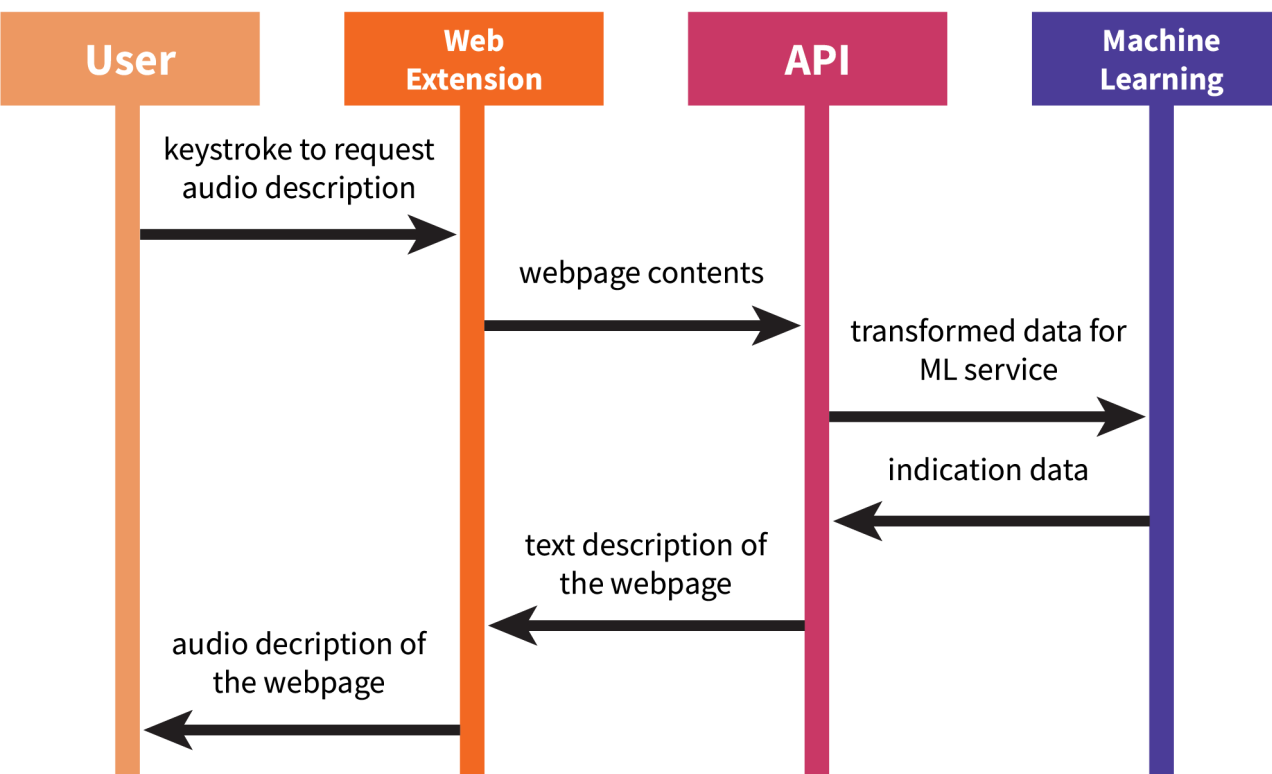 User
Web
Extension
API
Machine
Learning
keystroke to request
audio description
webpage contents
transformed data for
ML service
indication data
text description of
the webpage
audio decription of
the webpage